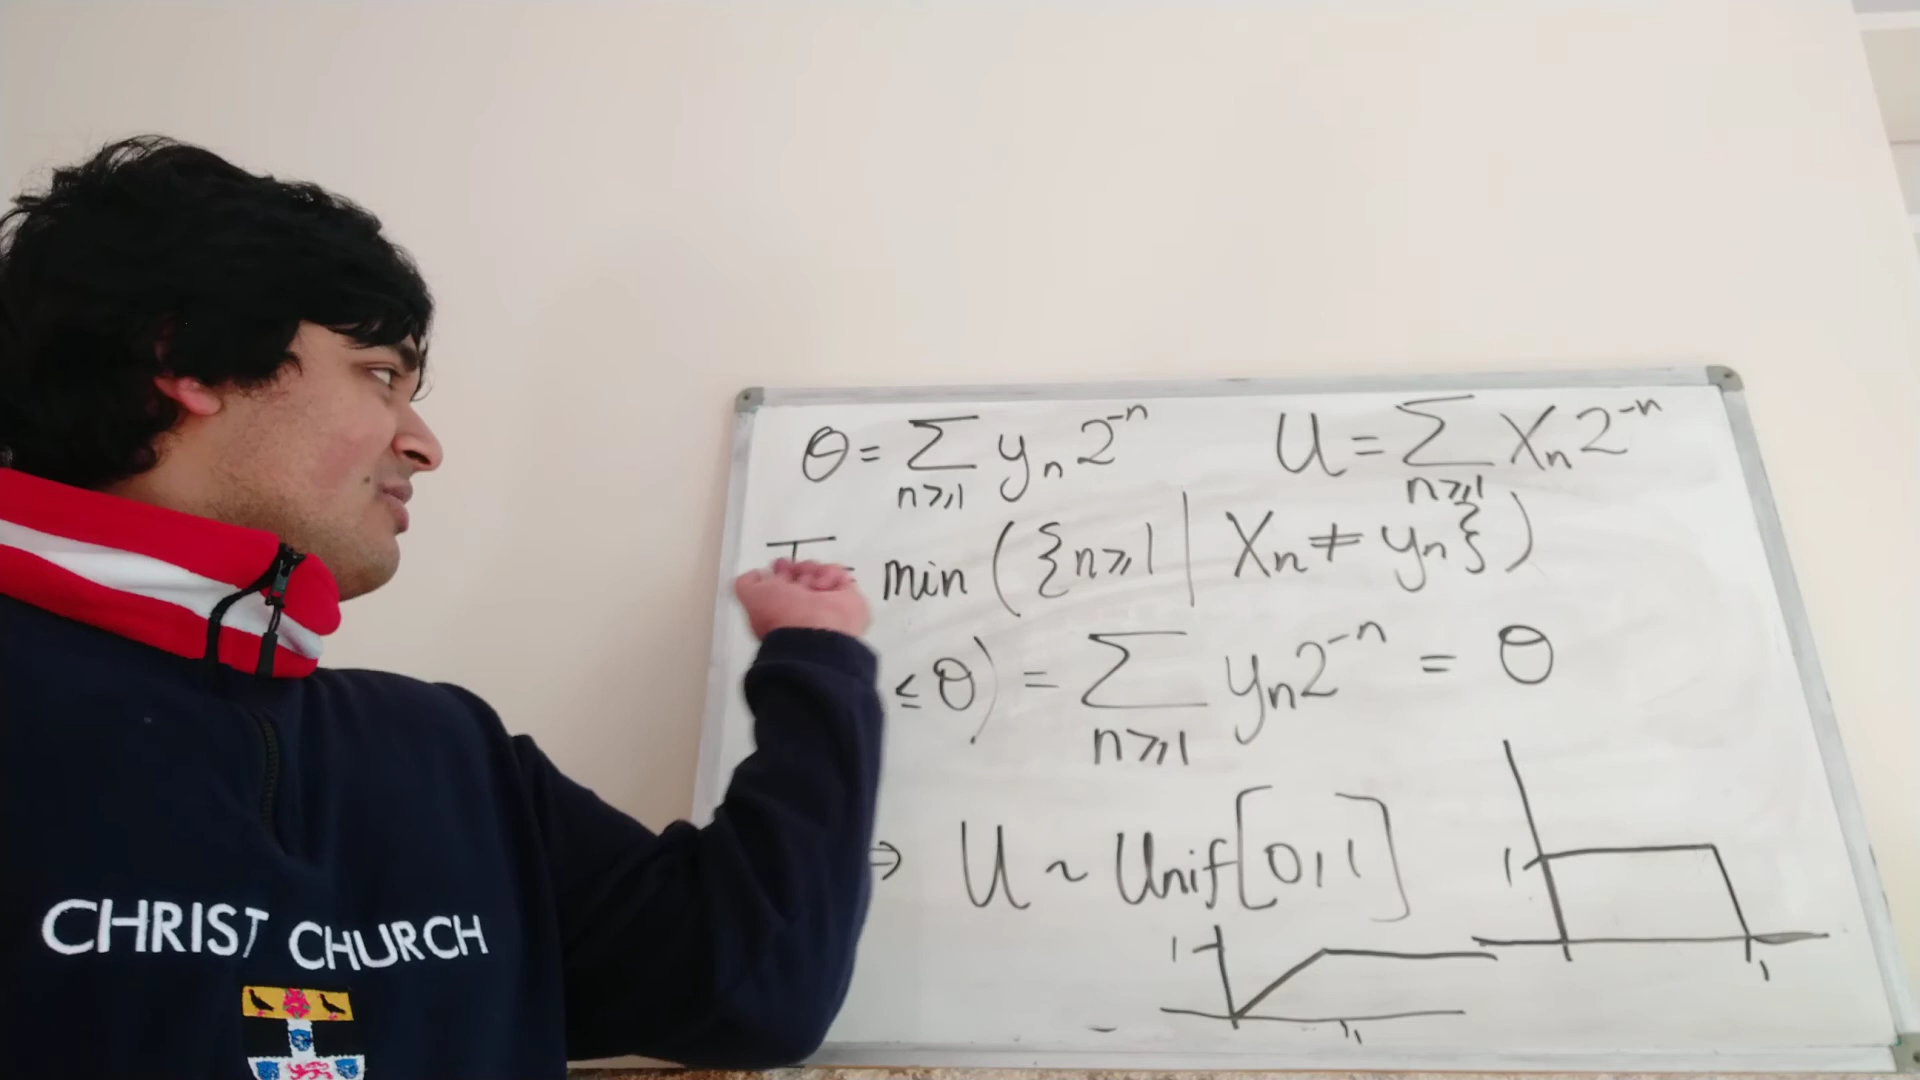 θ = ∑ yₙ 2⁻ⁿ U = ∑ Xₙ 2⁻ⁿ
n⩾1 n⩾1
T = min ( { n⩾1 | Xₙ ≠ yₙ } )
≤ θ) = ∑ yₙ 2⁻ⁿ = θ
n⩾1
⇒ U ~ Unif[0,1]
1
1
1
1
CHRIST CHURCH